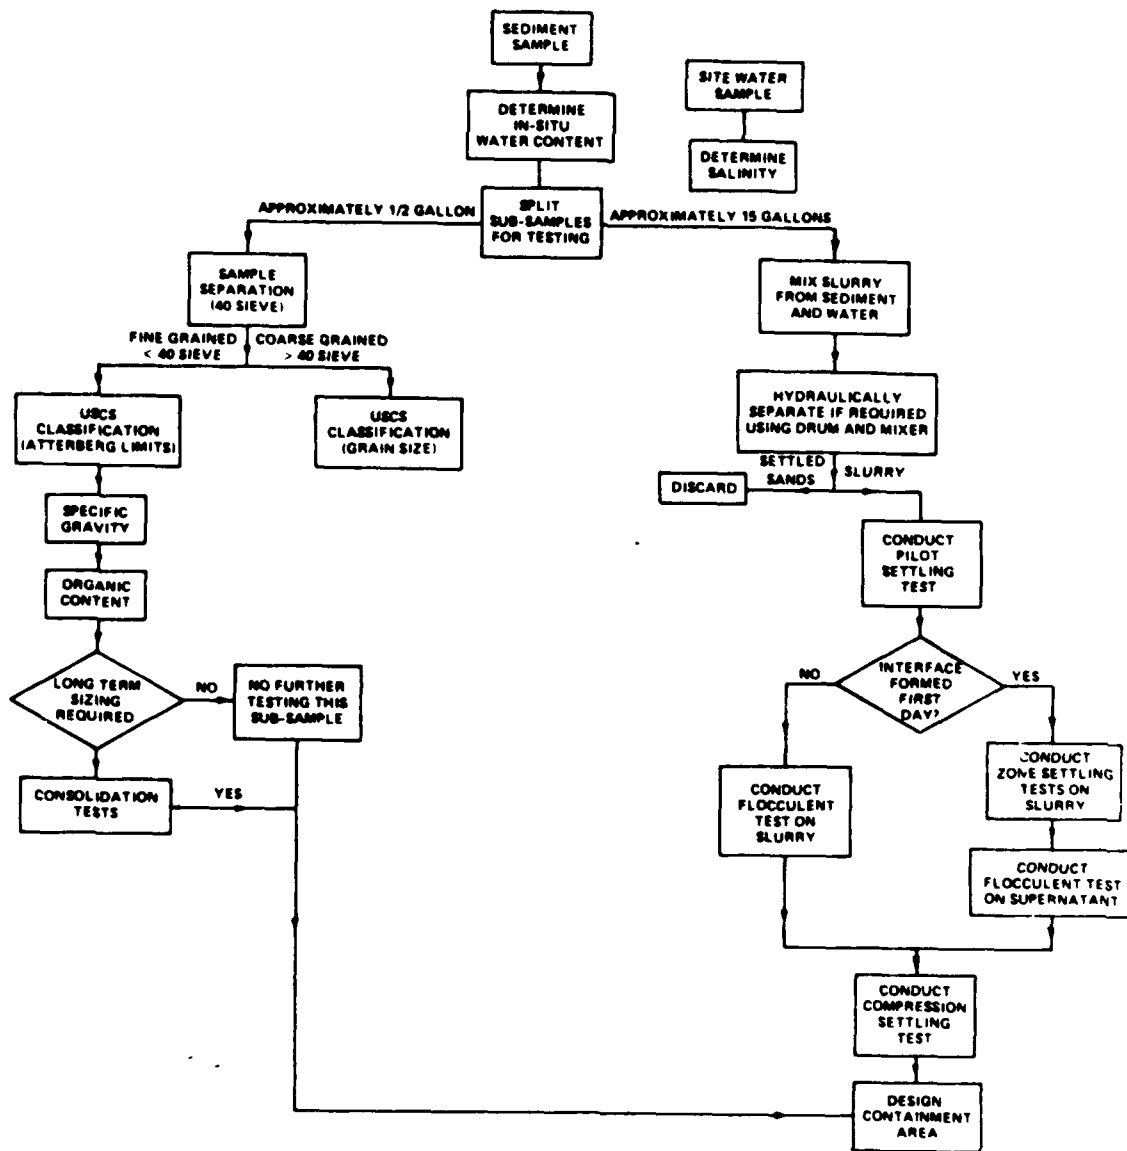 SEDIMENT
SAMPLE
SITE WATER
SAMPLE
DETERMINE
IN-SITU
WATER CONTENT
DETERMINE
SALINITY
APPROXIMATELY 1/2 GALLON
SPLIT
SUB-SAMPLES
FOR TESTING
APPROXIMATELY 15 GALLONS
SAMPLE
SEPARATION
(40 SIEVE)
MIX SLURRY
FROM SEDIMENT
AND WATER
FINE GRAINED
< 40 SIEVE
COARSE GRAINED
> 40 SIEVE
USCS
CLASSIFICATION
(ATTERBERG LIMITS)
USCS
CLASSIFICATION
(GRAIN SIZE)
HYDRAULICALLY
SEPARATE IF REQUIRED
USING DRUM AND MIXER
SETTLED
SANDS
SLURRY
DISCARD
SPECIFIC
GRAVITY
CONDUCT
PILOT
SETTLING
TEST
ORGANIC
CONTENT
LONG TERM
SIZING
REQUIRED
NO
NO FURTHER
TESTING THIS
SUB-SAMPLE
NO
INTERFACE
FORMED
FIRST
DAY?
YES
CONSOLIDATION
TESTS
YES
CONDUCT
FLOCCULENT
TEST ON
SLURRY
CONDUCT
ZONE SETTLING
TESTS ON
SLURRY
CONDUCT
FLOCCULENT TEST
ON SUPERNATANT
CONDUCT
COMPRESSION
SETTLING
TEST
DESIGN
CONTAINMENT
AREA